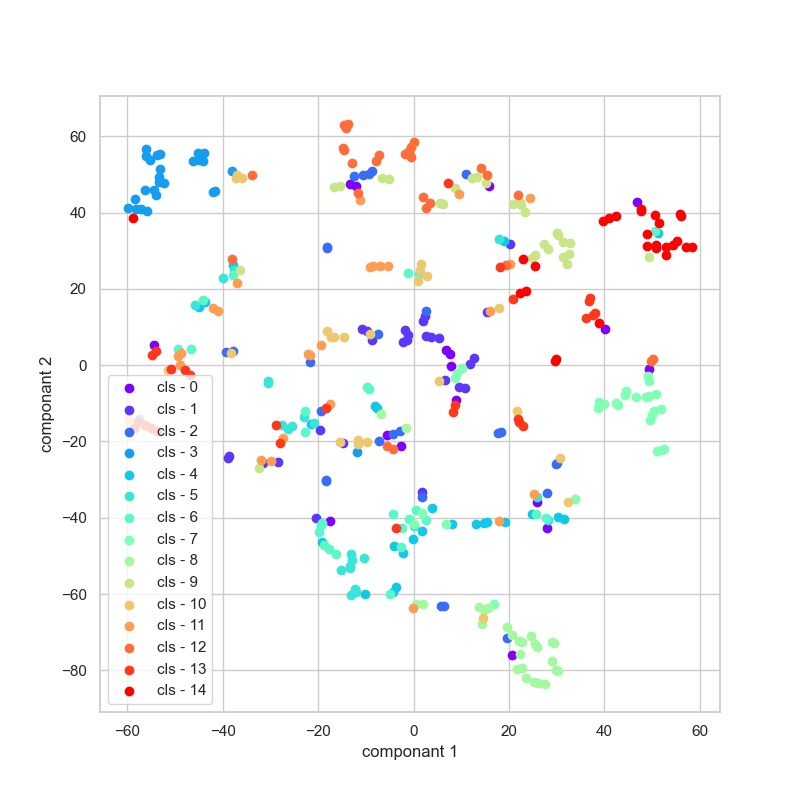 60
40
20
0
−20
−40
−60
−80
componant 2
cls - 0
cls - 1
cls - 2
cls - 3
cls - 4
cls - 5
cls - 6
cls - 7
cls - 8
cls - 9
cls - 10
cls - 11
cls - 12
cls - 13
cls - 14
−60 −40 −20 0 20 40 60
componant 1